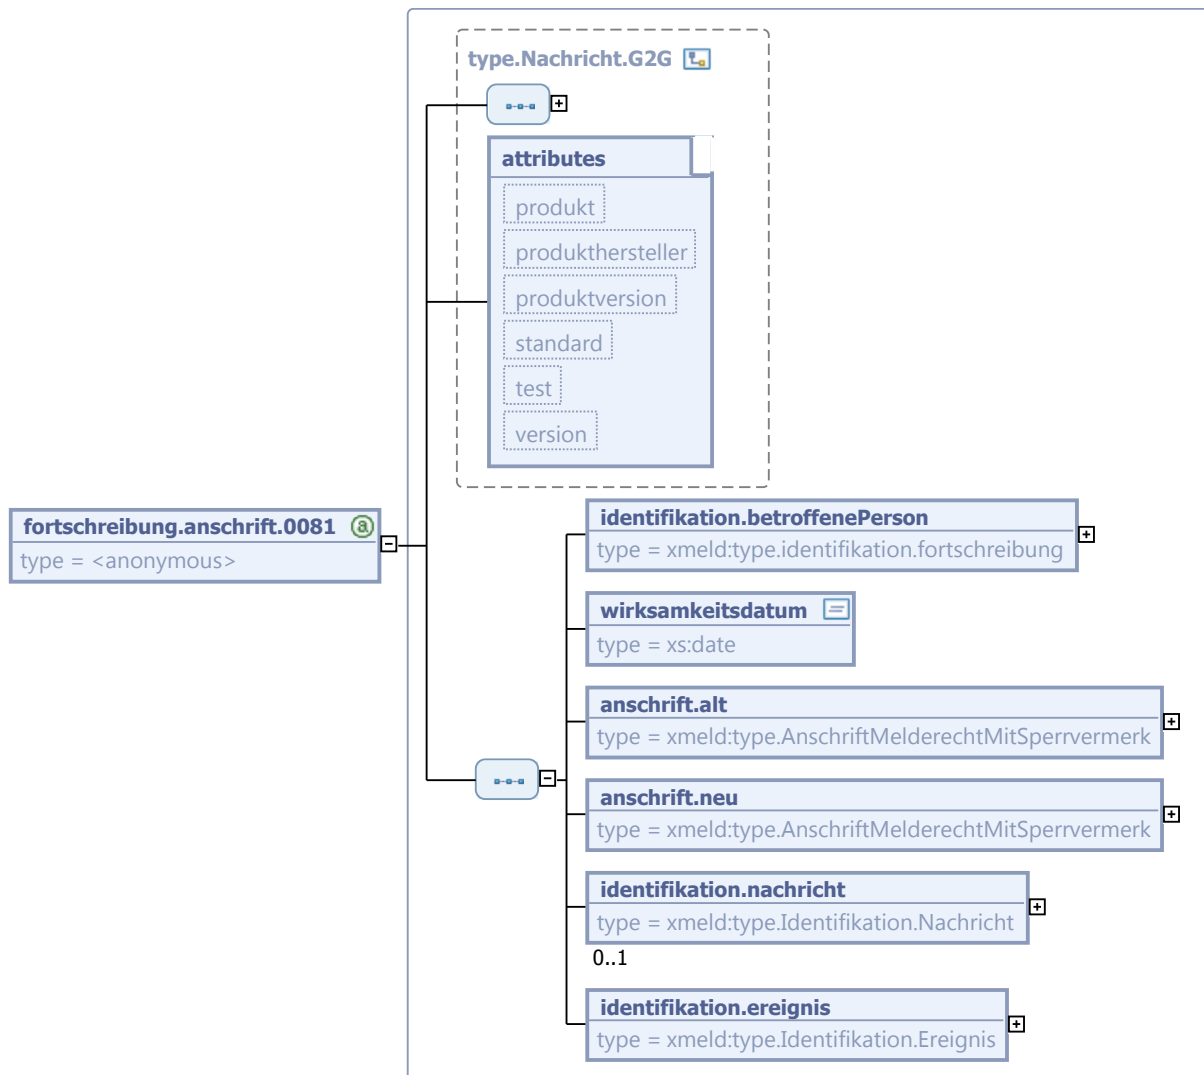 type.Nachricht.G2G
attributes
produkt
produkthersteller
produktversion
standard
test
version
fortschreibung.anschrift.0081 @
type = <anonymous>
identifikation.betroffenePerson
type = xmeld:type.identifikation.fortschreibung
wirksamkeitsdatum
type = xs:date
anschrift.alt
type = xmeld:type.AnschriftMelderechtMitSperrvermerk
anschrift.neu
type = xmeld:type.AnschriftMelderechtMitSperrvermerk
identifikation.nachricht
type = xmeld:type.Identifikation.Nachricht
0..1
identifikation.ereignis
type = xmeld:type.Identifikation.Ereignis